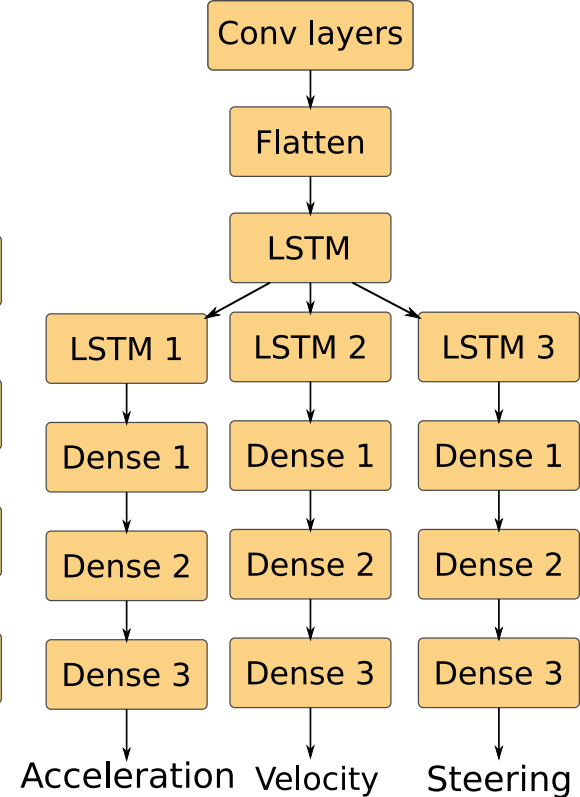 Conv layers
Flatten
LSTM
LSTM 1
LSTM 2
LSTM 3
Dense 1
Dense 1
Dense 1
Dense 2
Dense 2
Dense 2
Dense 3
Dense 3
Dense 3
Acceleration
Velocity
Steering